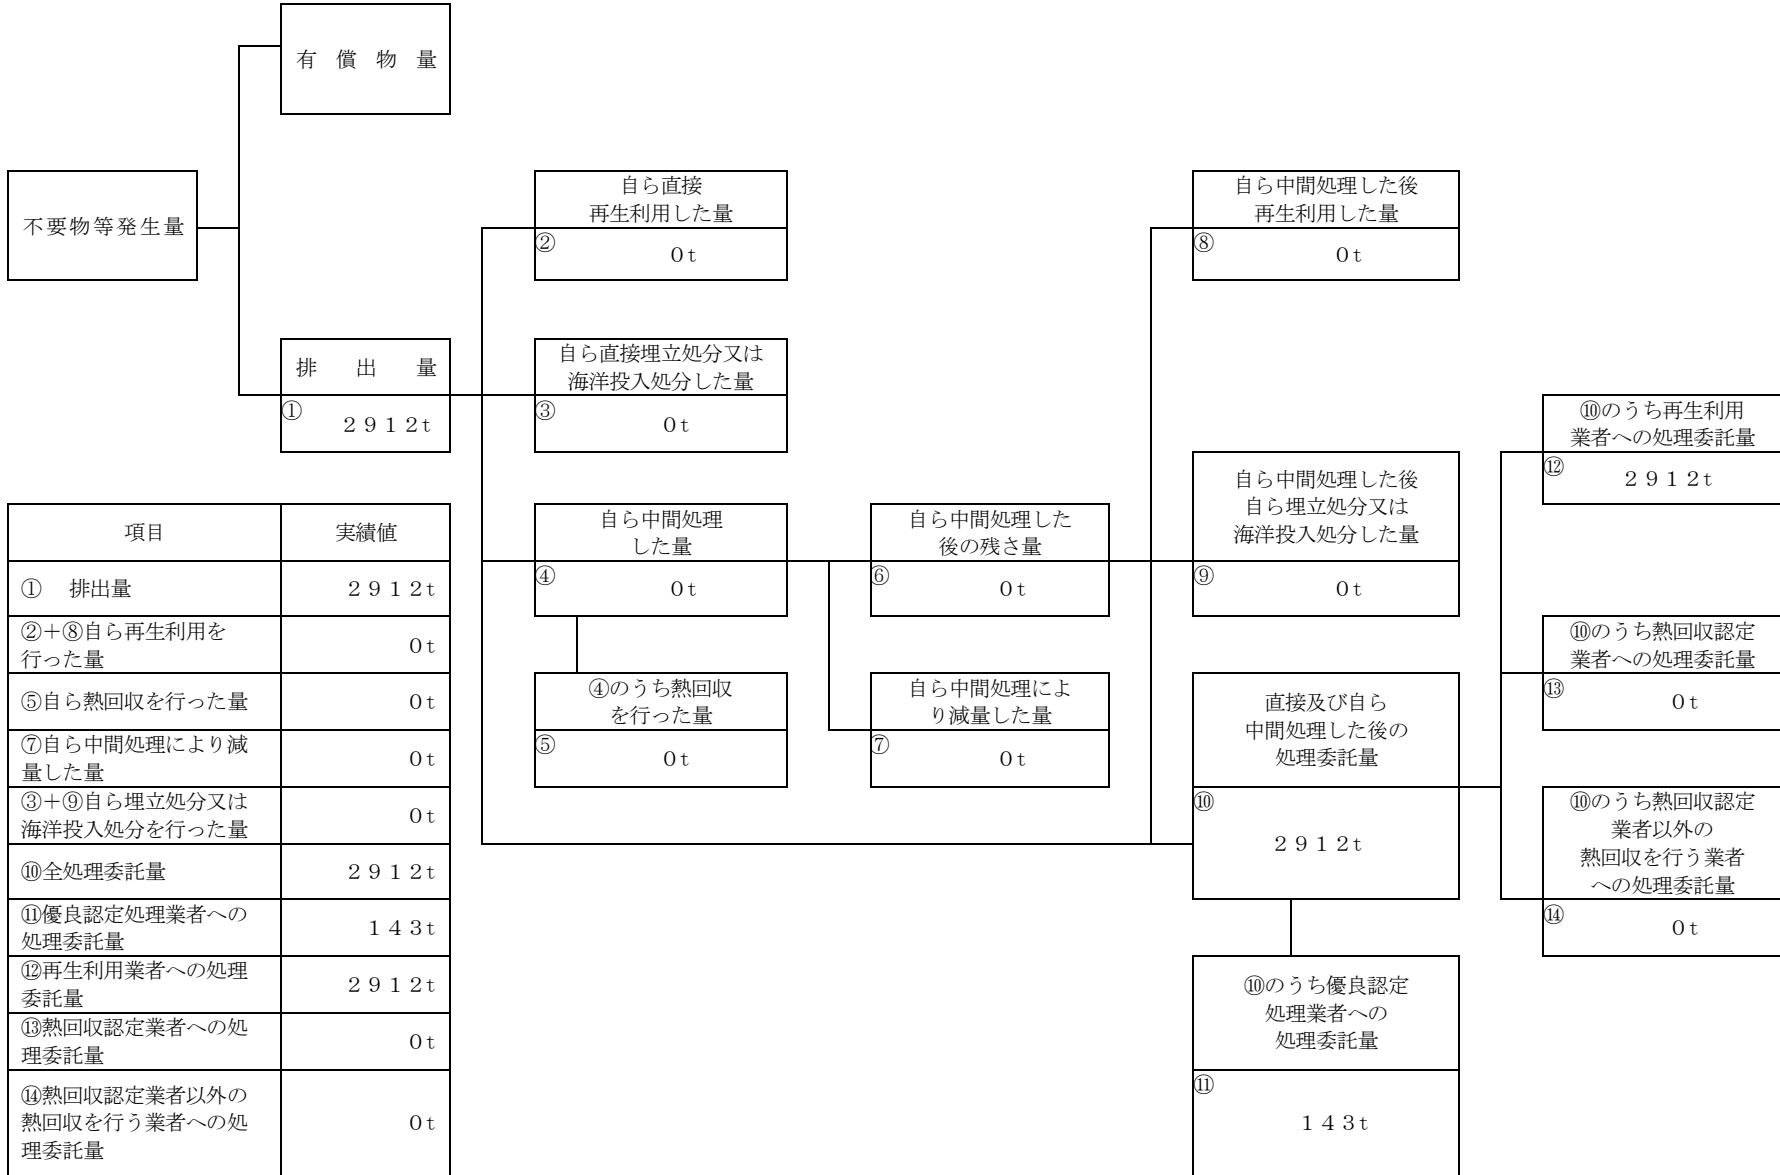 有　償　物　量
不要物等発生量
自ら直接
再生利用した量
②
０t
自ら中間処理した後
再生利用した量
⑧
０t
排　出　量
①
２９１２t
自ら直接埋立処分又は
海洋投入処分した量
③
０t
⑩のうち再生利用
業者への処理委託量
⑫
２９１２t
自ら中間処理
した量
④
０t
自ら中間処理した
後の残さ量
⑥
０t
自ら中間処理した後
自ら埋立処分又は
海洋投入処分した量
⑨
０t
⑩のうち熱回収認定
業者への処理委託量
⑬
０t
④のうち熱回収
を行った量
⑤
０t
自ら中間処理によ
り減量した量
⑦
０t
直接及び自ら
中間処理した後の
処理委託量
⑩
２９１２t
⑩のうち熱回収認定
業者以外の
熱回収を行う業者
への処理委託量
⑭
０t
⑩のうち優良認定
処理業者への
処理委託量
⑪
１４３t
項目　実績値
①　排出量　２９１２t
②＋⑧自ら再生利用を
行った量　０t
⑤自ら熱回収を行った量　０t
⑦自ら中間処理により減
量した量　０t
③＋⑨自ら埋立処分又は
海洋投入処分を行った量　０t
⑩全処理委託量　２９１２t
⑪優良認定処理業者への
処理委託量　１４３t
⑫再生利用業者への処理
委託量　２９１２t
⑬熱回収認定業者への処
理委託量　０t
⑭熱回収認定業者以外の
熱回収を行う業者への処　０t
理委託量